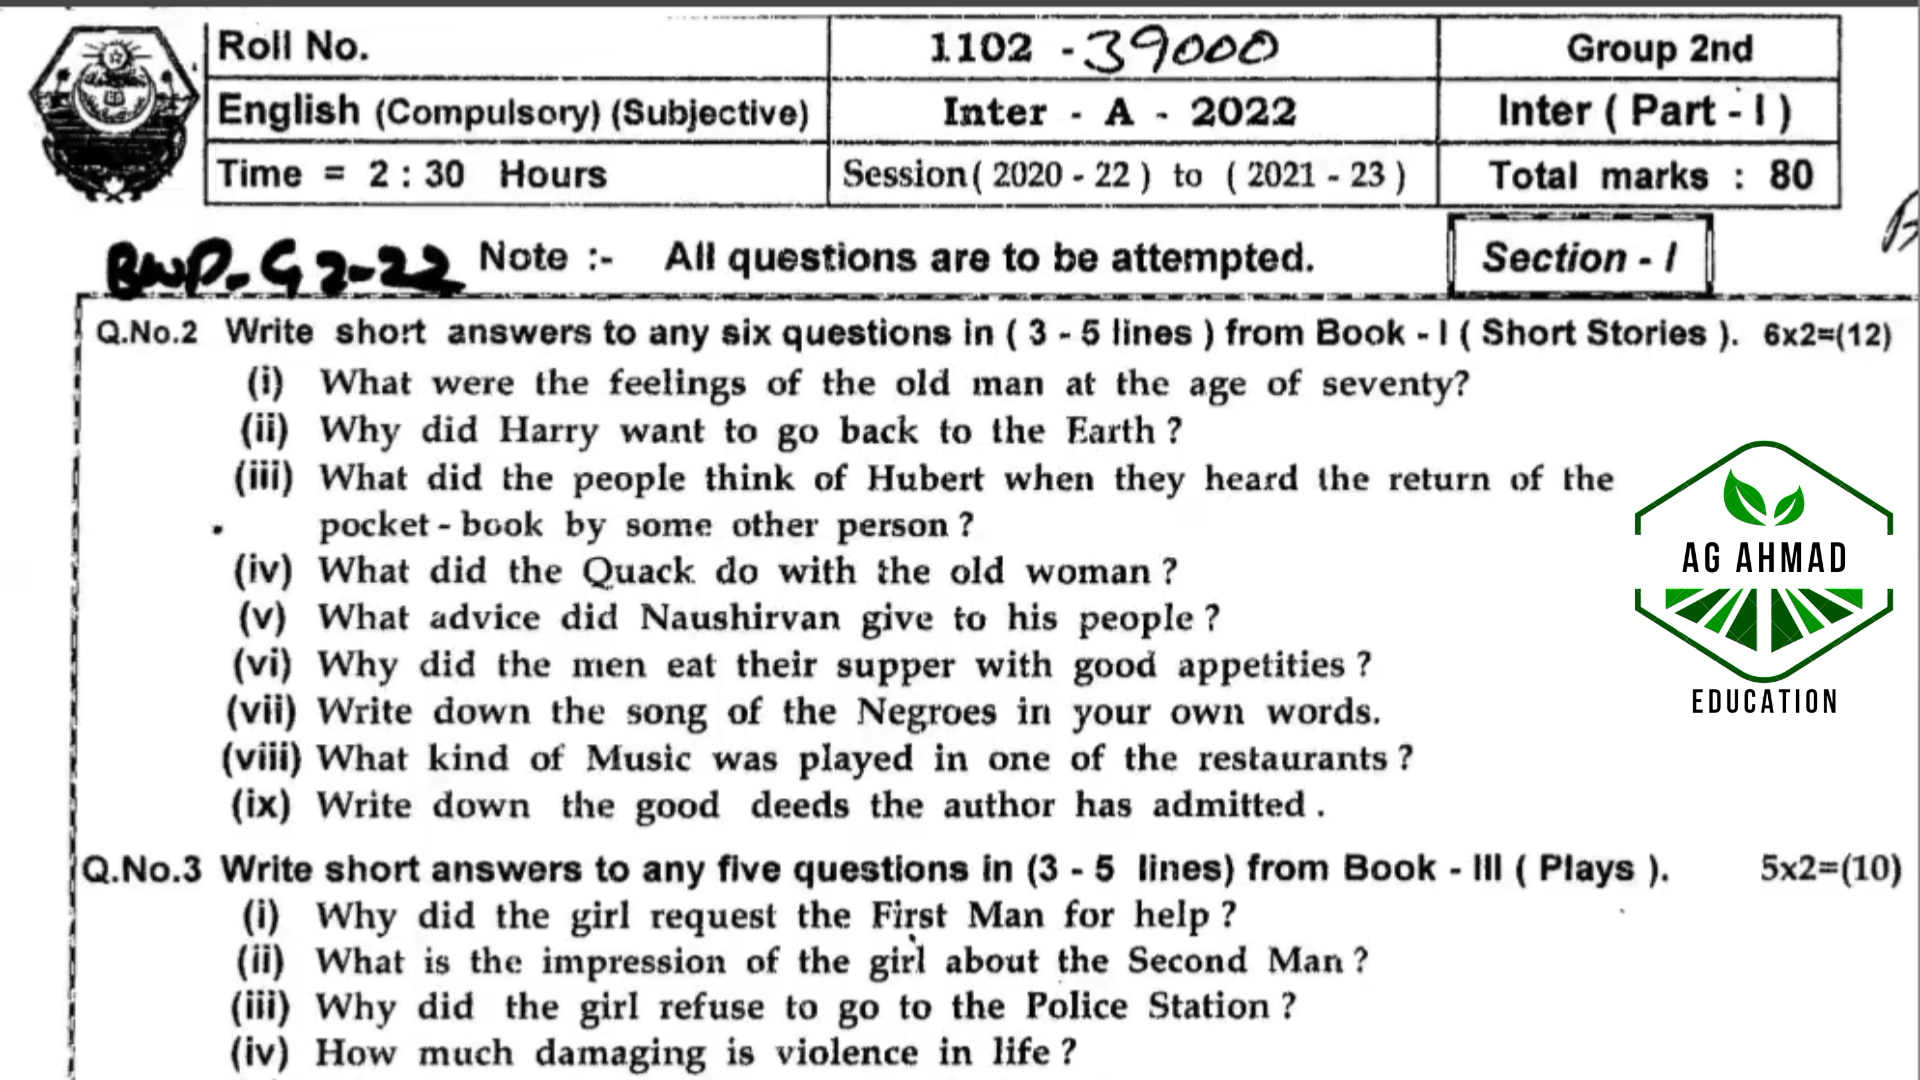 Roll No. 1102 - 39000 Group 2nd
English (Compulsory) (Subjective) Inter - A - 2022 Inter ( Part - I )
Time = 2 : 30 Hours Session ( 2020 - 22 ) to ( 2021 - 23 ) Total marks : 80
BWP-G2-22 Note :- All questions are to be attempted. Section - I
Q.No.2 Write short answers to any six questions in ( 3 - 5 lines ) from Book - I ( Short Stories ). 6x2=(12)
(i) What were the feelings of the old man at the age of seventy?
(ii) Why did Harry want to go back to the Earth ?
(iii) What did the people think of Hubert when they heard the return of the
pocket - book by some other person ?
(iv) What did the Quack do with the old woman ?
(v) What advice did Naushirvan give to his people ?
(vi) Why did the men eat their supper with good appetities ?
(vii) Write down the song of the Negroes in your own words.
(viii) What kind of Music was played in one of the restaurants ?
(ix) Write down the good deeds the author has admitted .
AG AHMAD
EDUCATION
Q.No.3 Write short answers to any five questions in (3 - 5 lines) from Book - III ( Plays ). 5x2=(10)
(i) Why did the girl request the First Man for help ?
(ii) What is the impression of the girl about the Second Man ?
(iii) Why did the girl refuse to go to the Police Station ?
(iv) How much damaging is violence in life ?